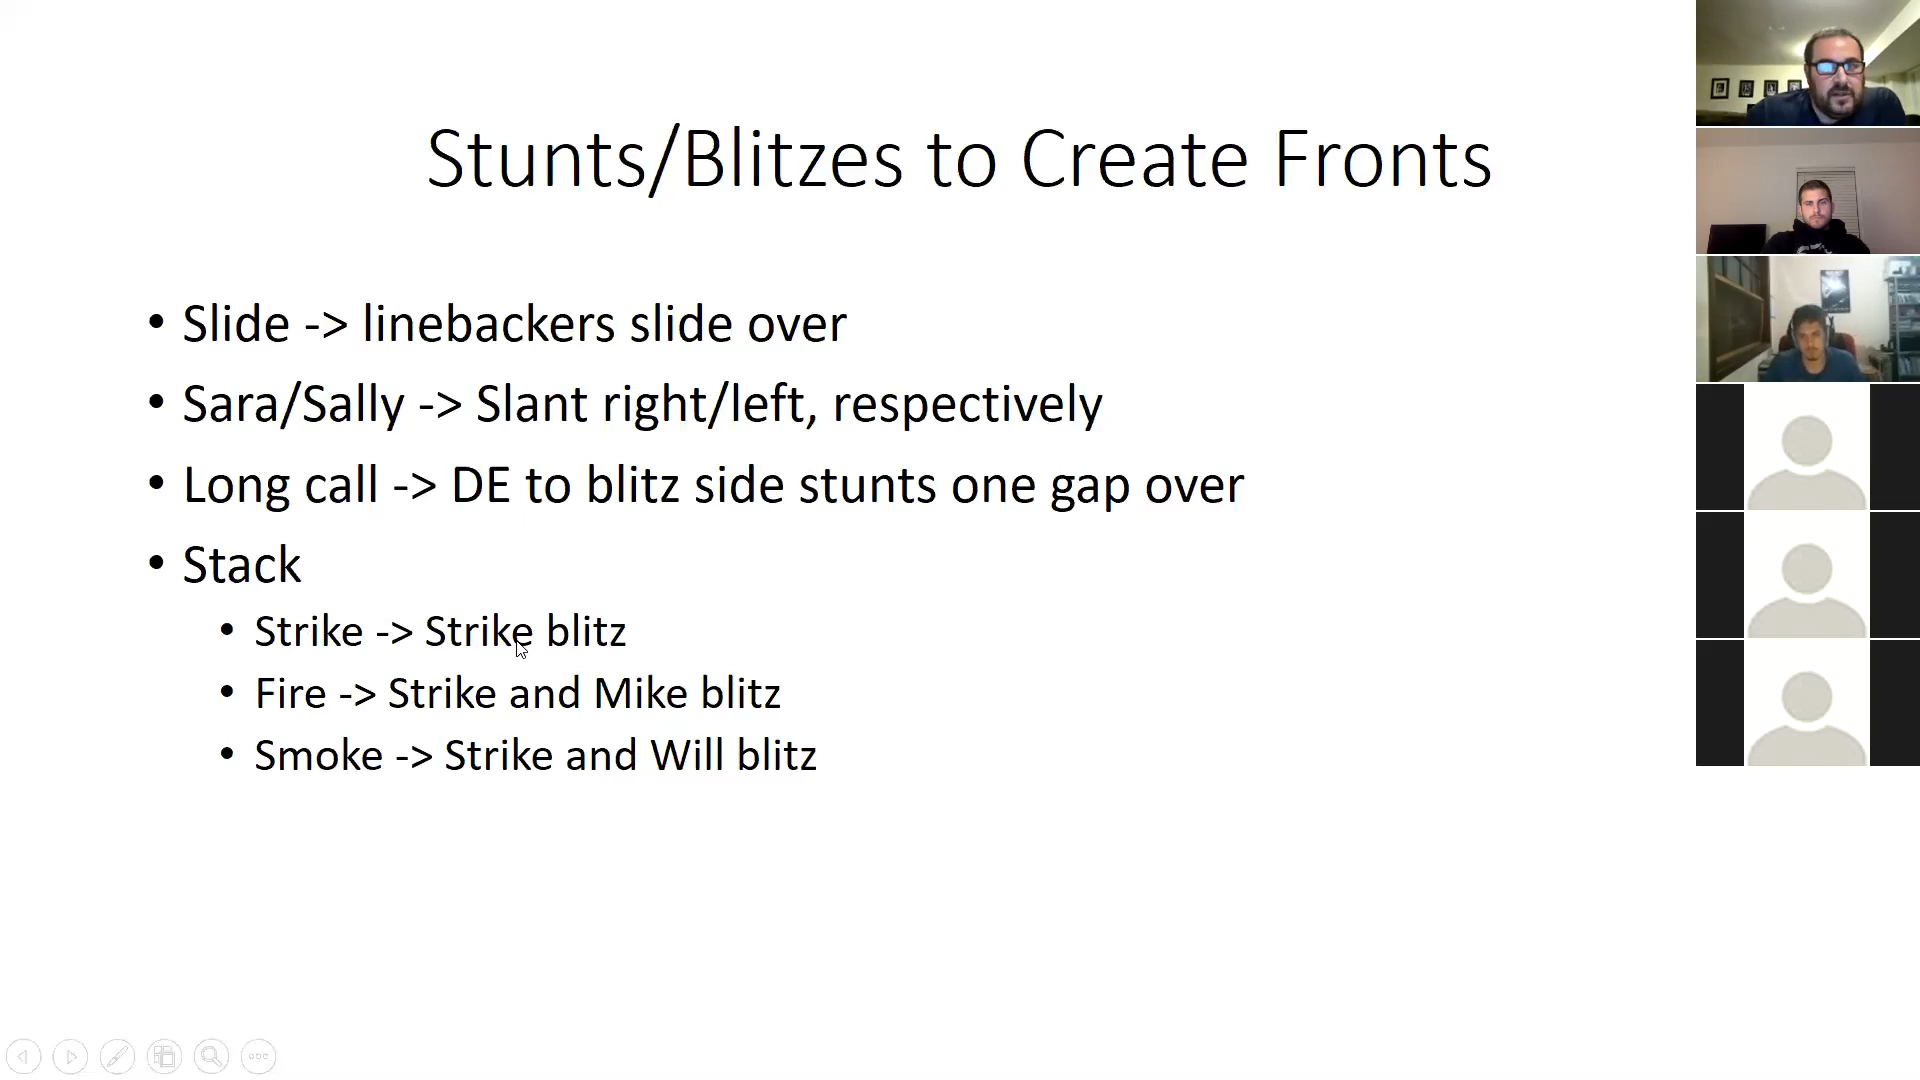 Stunts/Blitzes to Create Fronts
• Slide -> linebackers slide over
• Sara/Sally -> Slant right/left, respectively
• Long call -> DE to blitz side stunts one gap over
• Stack
• Strike -> Strike blitz
• Fire -> Strike and Mike blitz
• Smoke -> Strike and Will blitz